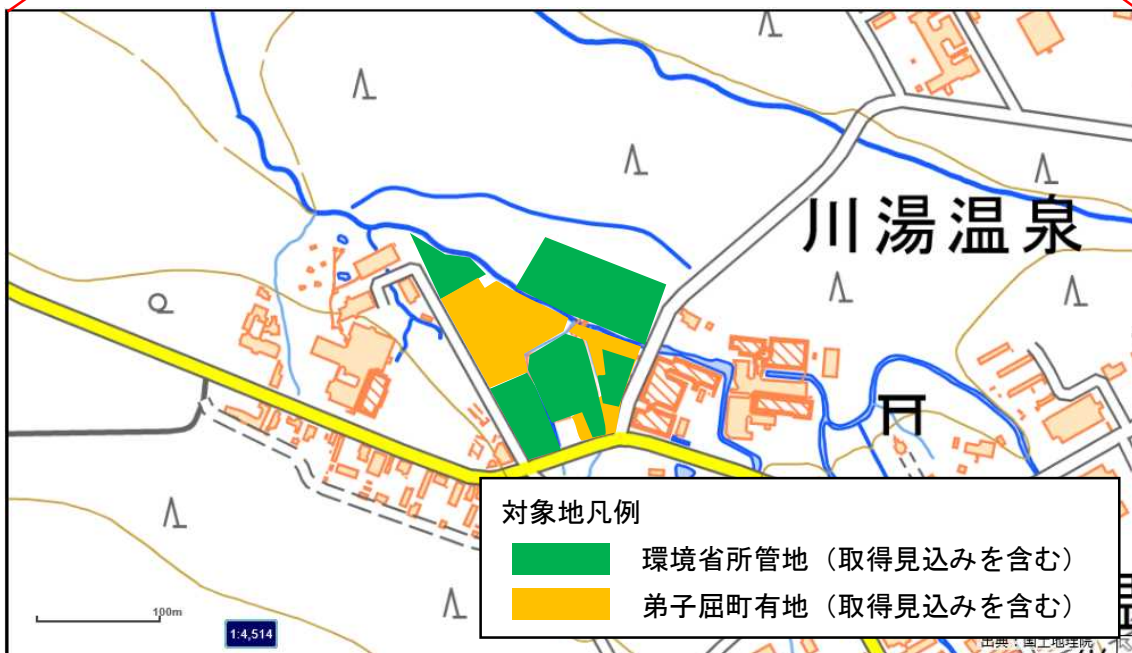 川湯温泉
対象地凡例
環境省所管地（取得見込みを含む）
弟子屈町有地（取得見込みを含む）
100m
1:4,514
出典：国土地理院